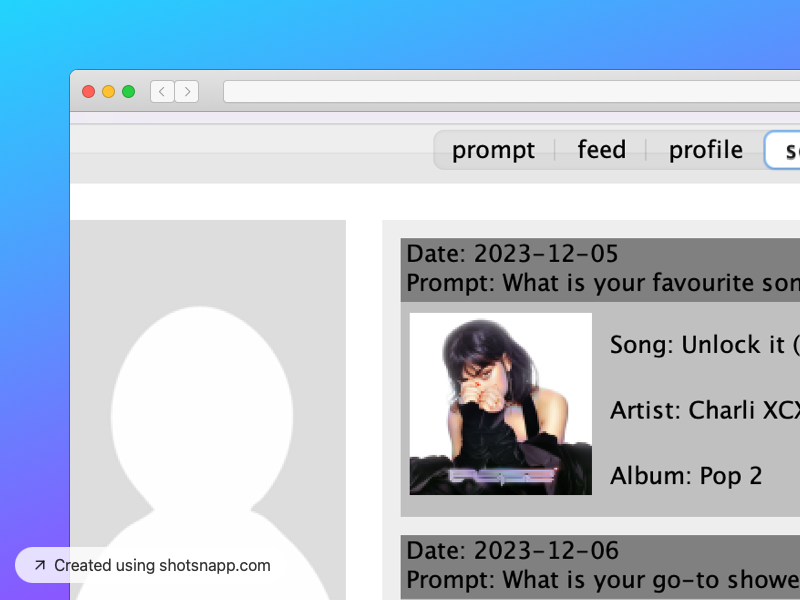 prompt feed profile
Date: 2023-12-05
Prompt: What is your favourite son
Song: Unlock it (
Artist: Charli XCX
Album: Pop 2
Date: 2023-12-06
Prompt: What is your go-to showe
Created using shotsnapp.com